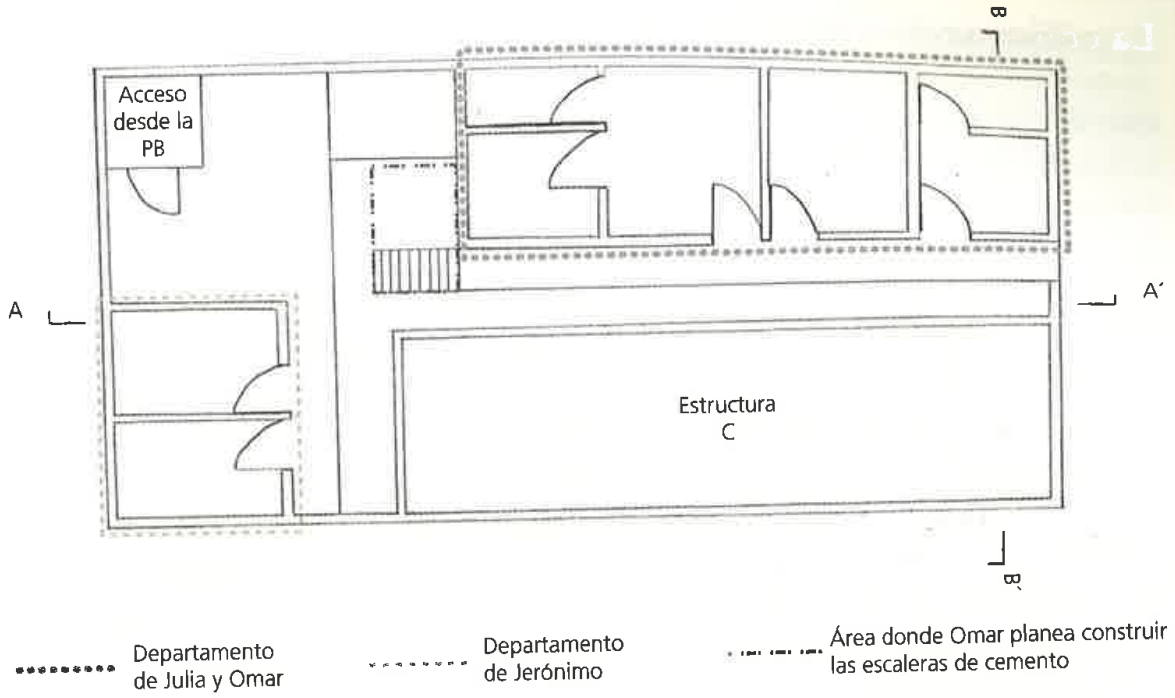 B
Acceso
desde la
PB
A
A´
Estructura
C
B´
Departamento
de Julia y Omar
Departamento
de Jerónimo
Área donde Omar planea construir
las escaleras de cemento